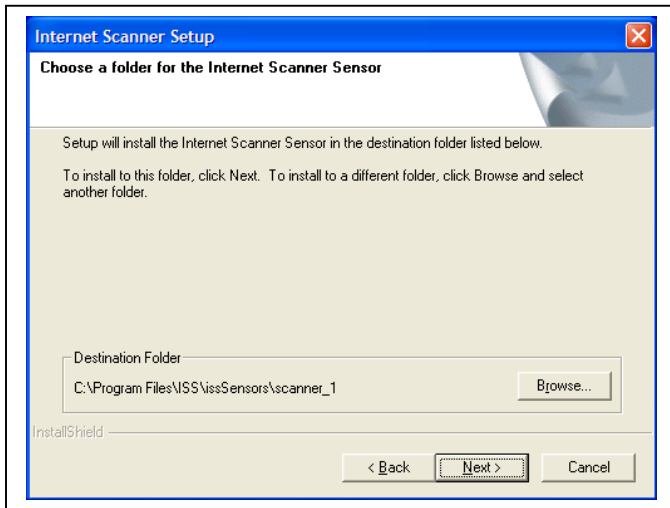 Internet Scanner Setup
Choose a folder for the Internet Scanner Sensor
Setup will install the Internet Scanner Sensor in the destination folder listed below.
To install to this folder, click Next. To install to a different folder, click Browse and select
another folder.
Destination Folder
C:\Program Files\ISS\issSensors\scanner_1
Browse...
InstallShield
< Back
Next >
Cancel